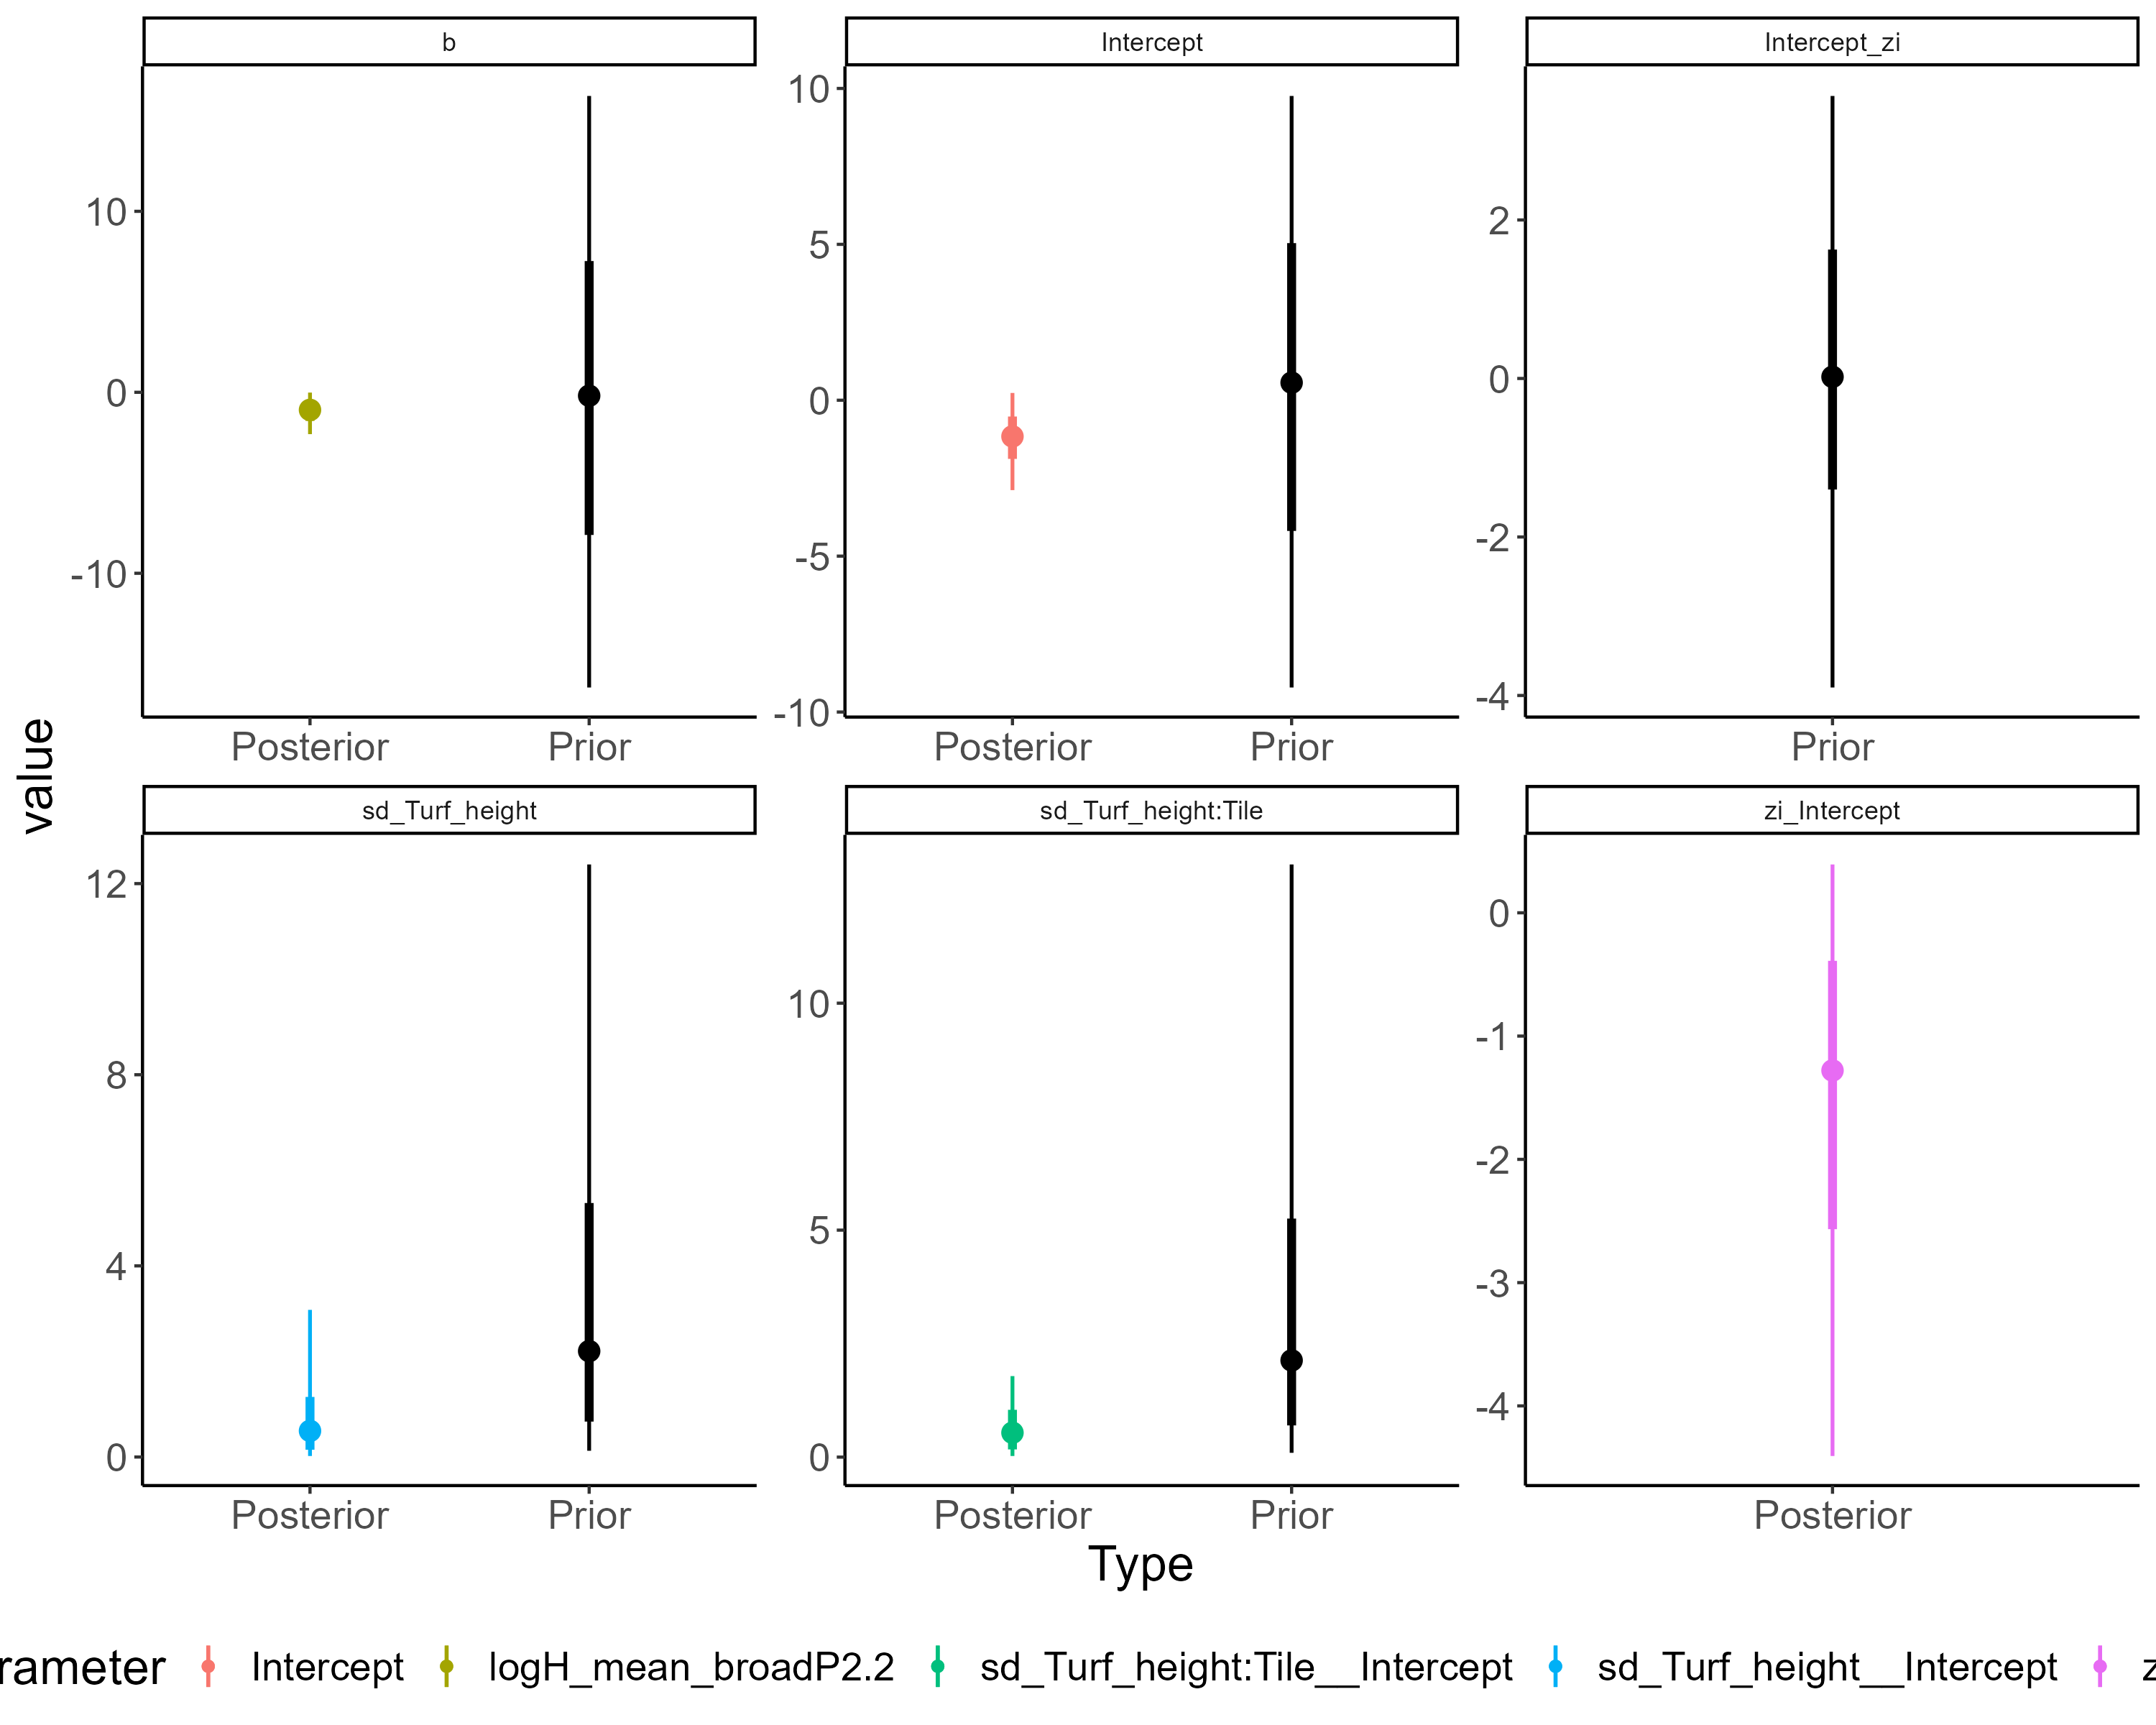 b
Intercept
Intercept_zi
10
0
-10
10
5
0
-5
-10
2
0
-2
-4
Posterior
Prior
Posterior
Prior
Prior
value
sd_Turf_height
sd_Turf_height:Tile
zi_Intercept
12
8
4
0
10
5
0
0
-1
-2
-3
-4
Posterior
Prior
Posterior
Prior
Posterior
Type
rameter Intercept logH_mean_broadP2.2 sd_Turf_height:Tile__Intercept sd_Turf_height__Intercept z